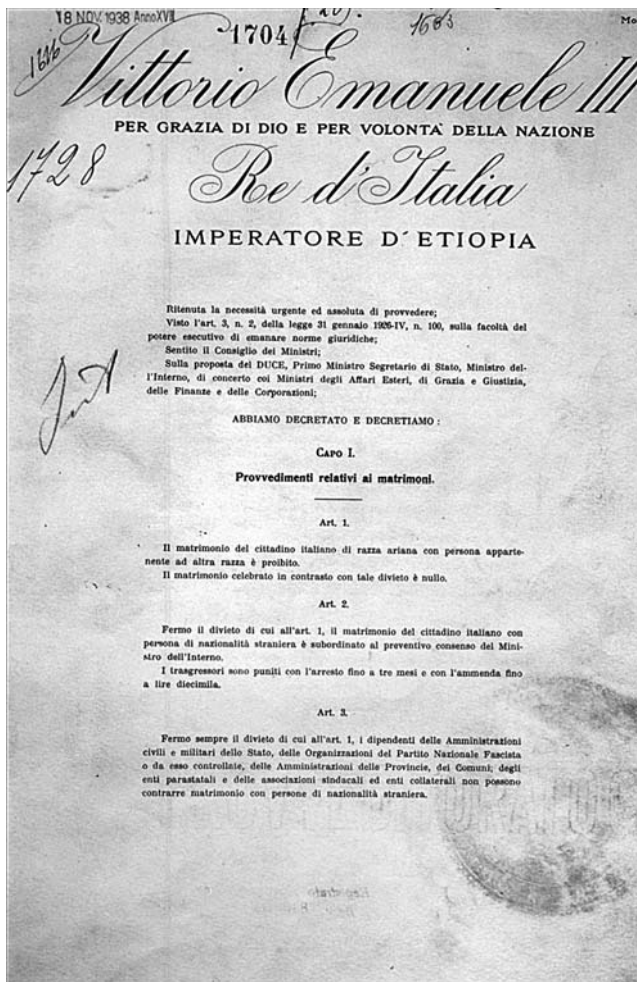 18 NOV. 1938 Anno XVII
1704
1683
Mo
1616
Vittorio Emanuele III
PER GRAZIA DI DIO E PER VOLONTA' DELLA NAZIONE
1728
Re d'Italia
IMPERATORE D'ETIOPIA
Ritenuta la necessità urgente ed assoluta di provvedere;
Visto l'art. 3, n. 2, della legge 31 gennaio 1926-IV, n. 100, sulla facoltà del
potere esecutivo di emanare norme giuridiche;
Sentito il Consiglio dei Ministri;
Sulla proposta del DUCE, Primo Ministro Segretario di Stato, Ministro del-
l'Interno, di concerto coi Ministri degli Affari Esteri, di Grazia e Giustizia,
delle Finanze e delle Corporazioni;
ABBIAMO DECRETATO E DECRETIAMO :
CAPO I.
Provvedimenti relativi ai matrimoni.
Art. 1.
Il matrimonio del cittadino italiano di razza ariana con persona apparte-
nente ad altra razza è proibito.
Il matrimonio celebrato in contrasto con tale divieto è nullo.
Art. 2.
Fermo il divieto di cui all'art. 1, il matrimonio del cittadino italiano con
persona di nazionalità straniera è subordinato al preventivo consenso del Mini-
stro dell'Interno.
I trasgressori sono puniti con l'arresto fino a tre mesi e con l'ammenda fino
a lire diecimila.
Art. 3.
Fermo sempre il divieto di cui all'art. 1, i dipendenti delle Amministrazioni
civili e militari dello Stato, delle Organizzazioni del Partito Nazionale Fascista
o da esso controllate, delle Amministrazioni delle Provincie, dei Comuni, degli
enti parastatali e delle associazioni sindacali ed enti collaterali non possono
contrarre matrimonio con persone di nazionalità straniera.